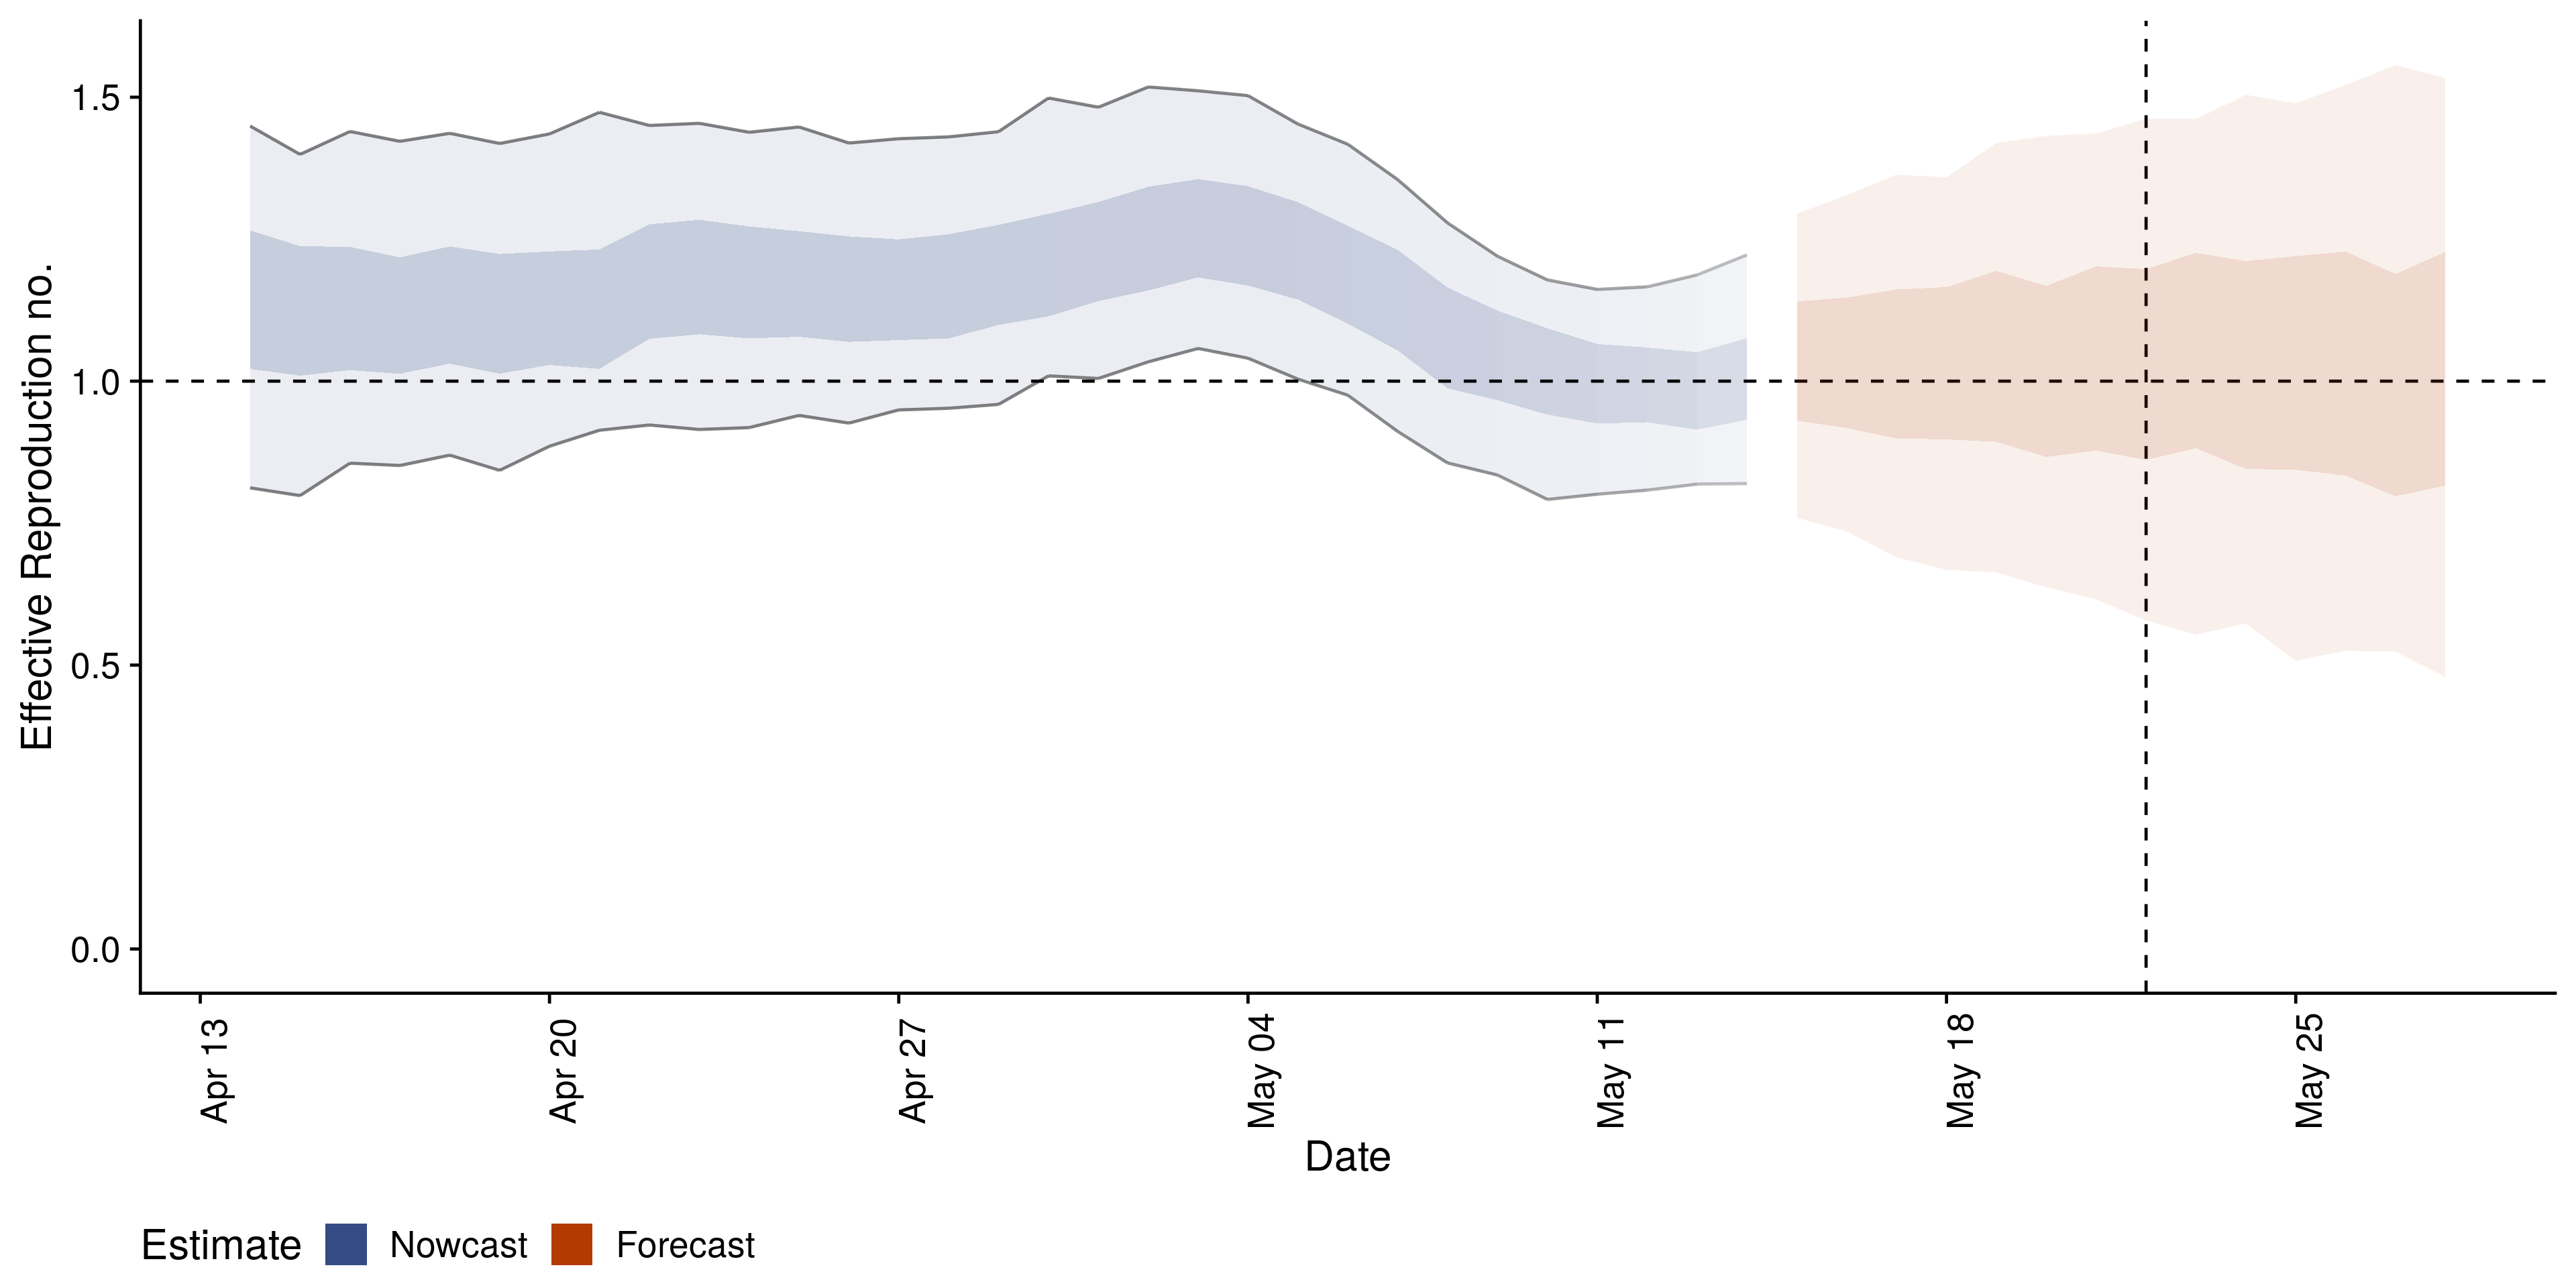 Effective Reproduction no.
1.5
1.0
0.5
0.0
Apr 13
Apr 20
Apr 27
May 04
May 11
May 18
May 25
Date
Estimate Nowcast Forecast